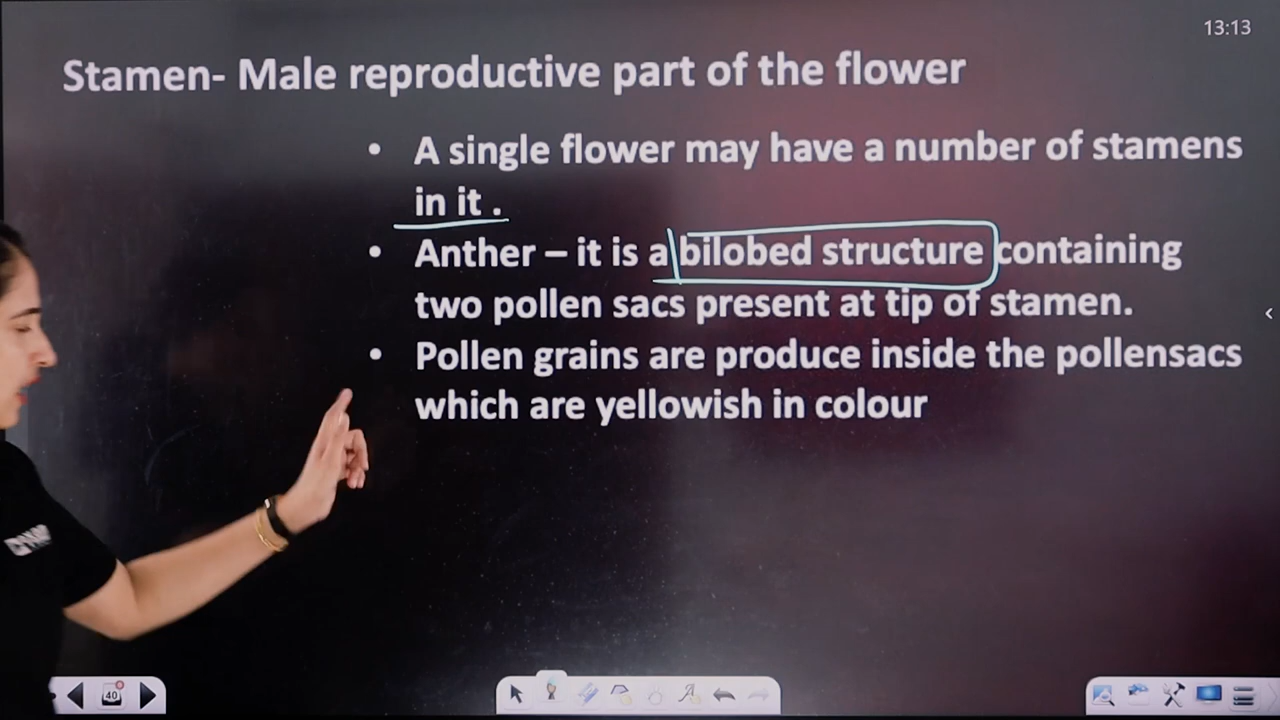 13:13
Stamen- Male reproductive part of the flower
• A single flower may have a number of stamens
in it .
• Anther – it is a bilobed structure containing
two pollen sacs present at tip of stamen.
• Pollen grains are produce inside the pollensacs
which are yellowish in colour
40